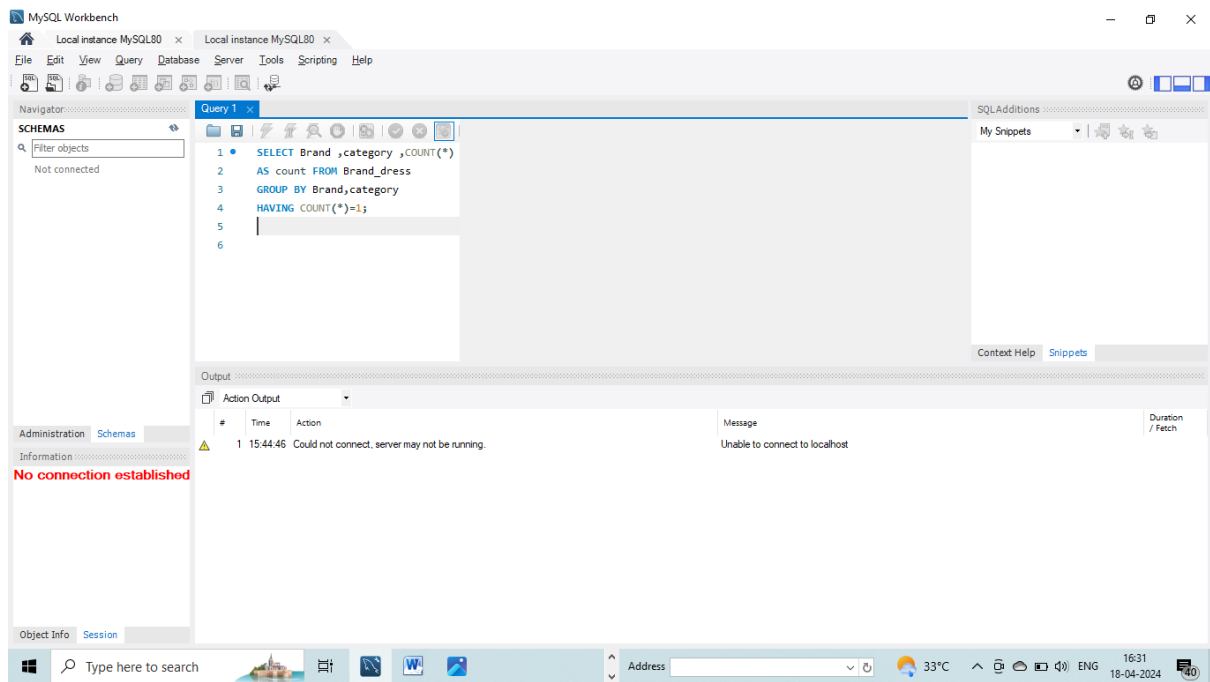 MySQL Workbench
Local instance MySQL80 × Local instance MySQL80 ×
File Edit View Query Database Server Tools Scripting Help
Navigator
SCHEMAS
Filter objects
Not connected
Administration Schemas
Information
No connection established
Object Info Session
Query 1 ×
1 SELECT Brand ,category ,COUNT(*)
2 AS count FROM Brand_dress
3 GROUP BY Brand,category
4 HAVING COUNT(*)=1;
5
6
SQLAdditions
My Snippets
Context Help Snippets
Output
Action Output
# Time Action Message Duration / Fetch
1 15:44:46 Could not connect, server may not be running. Unable to connect to localhost
Type here to search
Address
33°C
ENG
16:31
18-04-2024
40